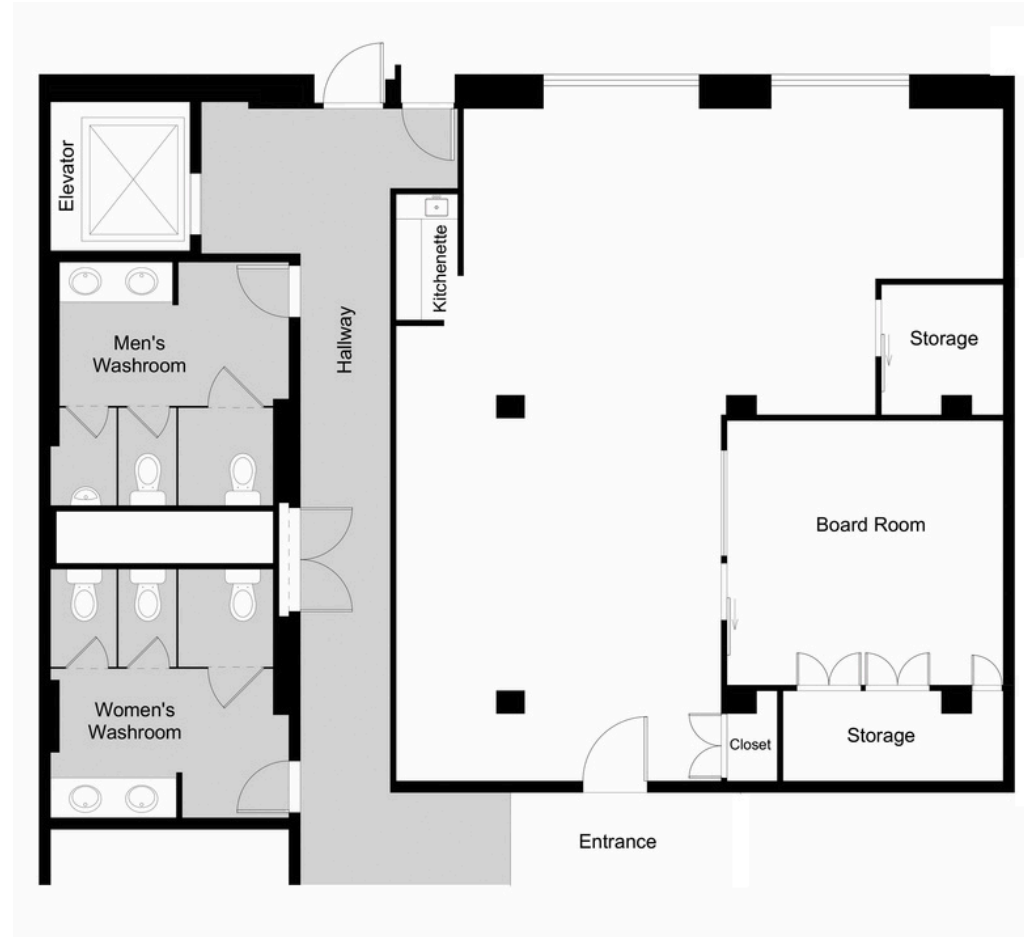 Elevator
Kitchenette
Hallway
Men's
Washroom
Storage
Board Room
Women's
Washroom
Closet
Storage
Entrance